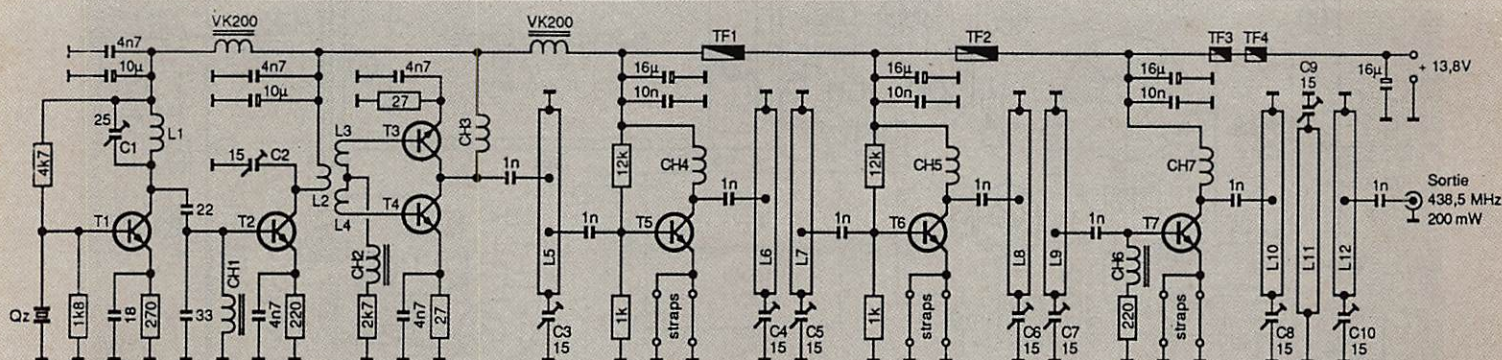 VK200
VK200
4n7
10µ
4n7
10µ
4n7
27
TF1
TF2
TF3
TF4
16µ
10n
16µ
10n
16µ
10n
C9
15
16µ
+ 13,8V
25
C1
L1
4k7
15
C2
L3
L2
L4
T3
T4
CH3
1n
12k
CH4
12k
CH5
CH7
1n
1n
1n
1n
Sortie
438,5 MHz
200 mW
T1
22
T2
1n
T5
1n
T6
1n
T7
L5
L6
L7
L8
L9
L10
L11
L12
CH1
CH2
CH6
Qz
1k8
18
270
33
4n7
220
2k7
4n7
27
C3
15
1k
straps
C4
15
C5
15
1k
straps
C6
15
C7
15
220
straps
C8
15
C10
15